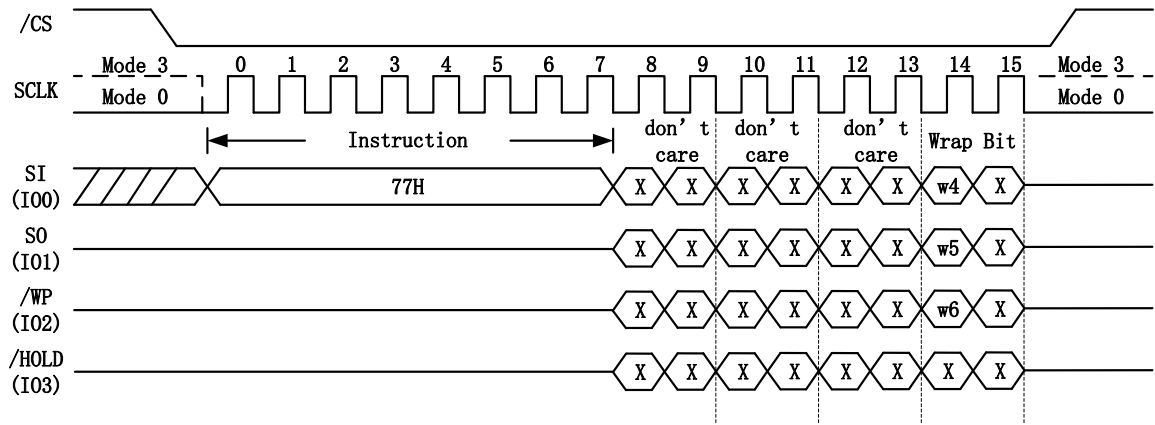 /CS
Mode 3 0 1 2 3 4 5 6 7 8 9 10 11 12 13 14 15 Mode 3
SCLK
Mode 0 Mode 0
Instruction don't care don't care don't care Wrap Bit
SI
(IO0)
77H X X X X X X w4 X
SO
(IO1)
X X X X X X w5 X
/WP
(IO2)
X X X X X X w6 X
/HOLD
(IO3)
X X X X X X X X